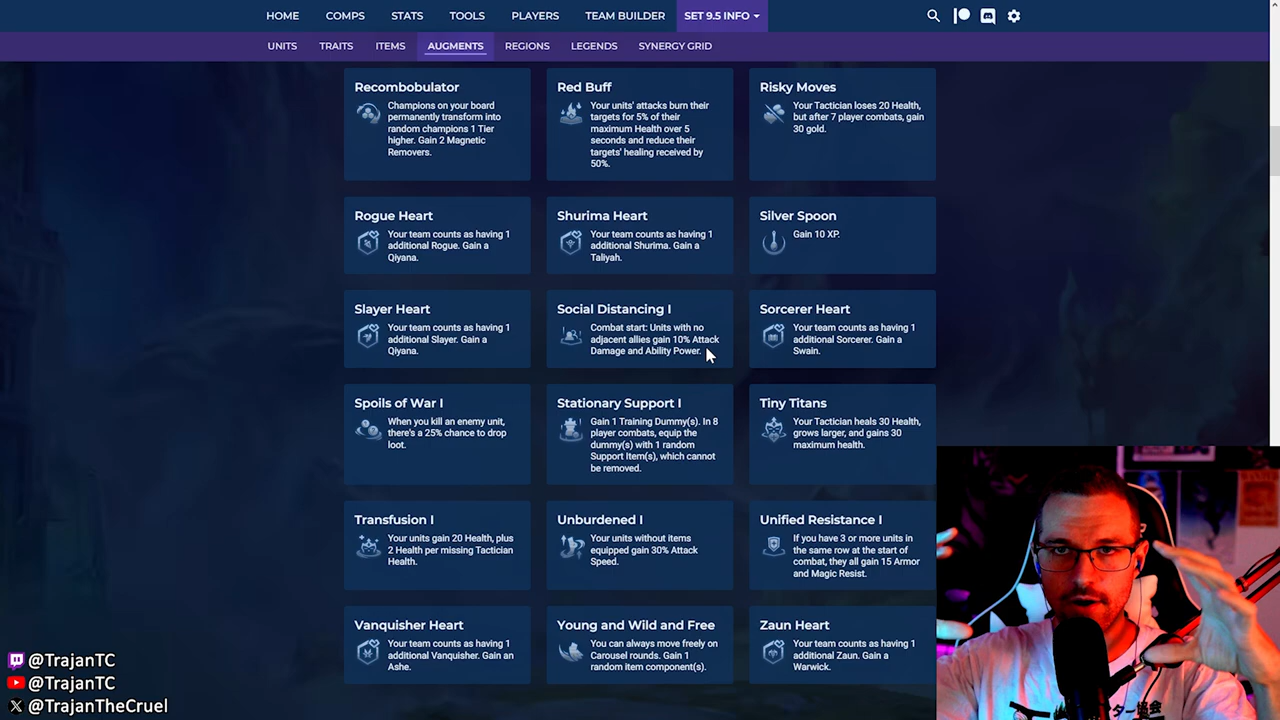 HOME COMPS STATS TOOLS PLAYERS TEAM BUILDER SET 9.5 INFO
UNITS TRAITS ITEMS AUGMENTS REGIONS LEGENDS SYNERGY GRID
Recombobulator
Champions on your board
permanently transform into
random champions 1 Tier
higher. Gain 2 Magnetic
Removers.
Red Buff
Your units' attacks burn their
targets for 5% of their
maximum Health over 5
seconds and reduce their
targets' healing received by
50%.
Risky Moves
Your Tactician loses 20 Health,
but after 7 player combats, gain
30 gold.
Rogue Heart
Your team counts as having 1
additional Rogue. Gain a
Qiyana.
Shurima Heart
Your team counts as having 1
additional Shurima. Gain a
Taliyah.
Silver Spoon
Gain 10 XP.
Slayer Heart
Your team counts as having 1
additional Slayer. Gain a
Qiyana.
Social Distancing I
Combat start: Units with no
adjacent allies gain 10% Attack
Damage and Ability Power.
Sorcerer Heart
Your team counts as having 1
additional Sorcerer. Gain a
Swain.
Spoils of War I
When you kill an enemy unit,
there's a 25% chance to drop
loot.
Stationary Support I
Gain 1 Training Dummy(s). In 8
player combats, equip the
dummy(s) with 1 random
Support Item(s), which cannot
be removed.
Tiny Titans
Your Tactician heals 30 Health,
grows larger, and gains 30
maximum health.
Transfusion I
Your units gain 20 Health, plus
2 Health per missing Tactician
Health.
Unburdened I
Your units without items
equipped gain 30% Attack
Speed.
Unified Resistance I
If you have 3 or more units in
the same row at the start of
combat, they all gain 15 Armor
and Magic Resist.
Vanquisher Heart
Your team counts as having 1
additional Vanquisher. Gain an
Ashe.
Young and Wild and Free
You can always move freely on
Carousel rounds. Gain 1
random item component(s).
Zaun Heart
Your team counts as having 1
additional Zaun. Gain a
Warwick.
@TrajanTC
@TrajanTC
@TrajanTheCruel